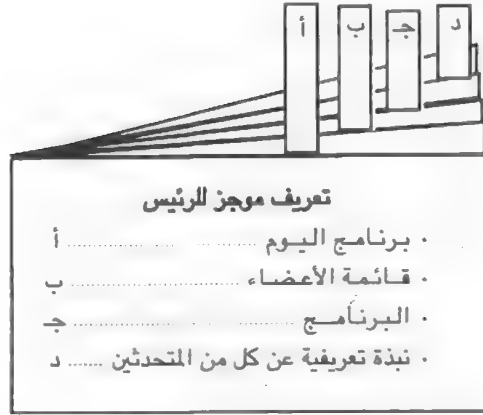 أ ب جـ د
تعريف موجز للرئيس
· برنامج اليوم ............ أ
· قائمة الأعضاء ............ ب
· البرنامج ............ جـ
· نبذة تعريفية عن كل من المتحدثين ...... د